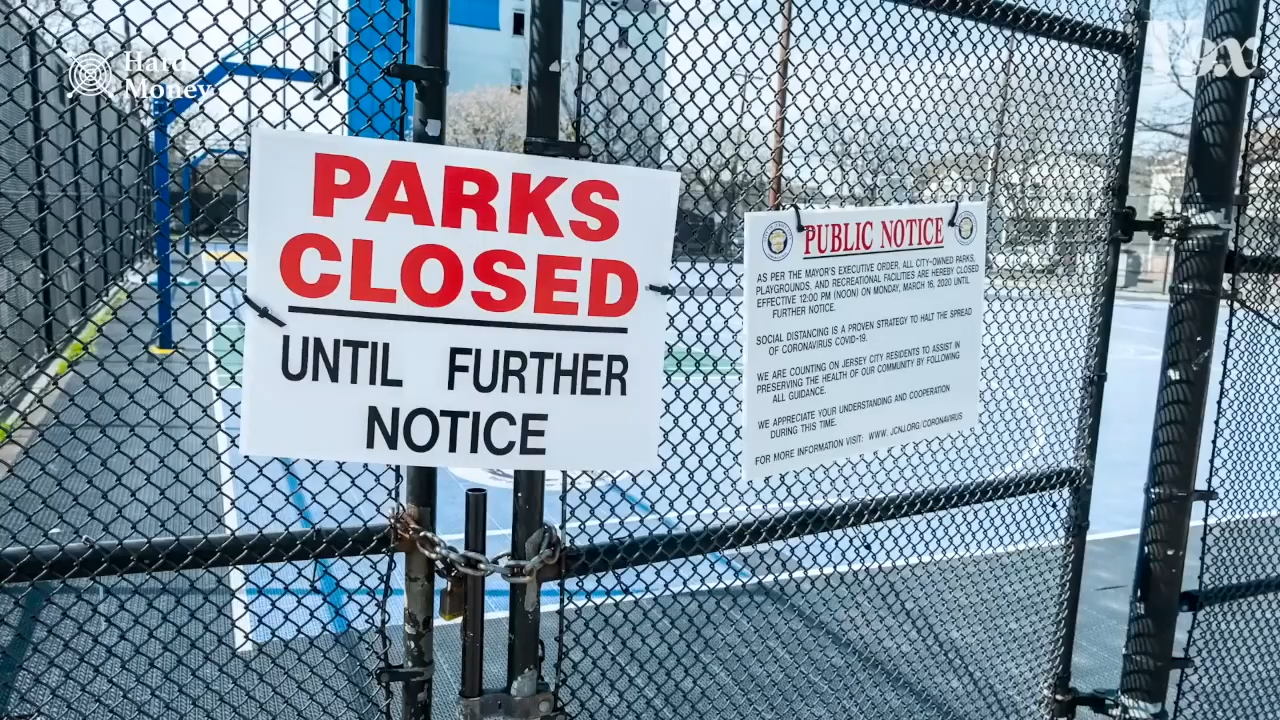 Hard
Money
Vox
PARKS
CLOSED
UNTIL FURTHER
NOTICE
PUBLIC NOTICE
AS PER THE MAYOR'S EXECUTIVE ORDER, ALL CITY-OWNED PARKS,
PLAYGROUNDS, AND RECREATIONAL FACILITIES ARE HEREBY CLOSED
EFFECTIVE 12:00 PM (NOON) ON MONDAY, MARCH 16, 2020 UNTIL
FURTHER NOTICE.
SOCIAL DISTANCING IS A PROVEN STRATEGY TO HALT THE SPREAD
OF CORONAVIRUS COVID-19.
WE ARE COUNTING ON JERSEY CITY RESIDENTS TO ASSIST IN
PRESERVING THE HEALTH OF OUR COMMUNITY BY FOLLOWING
ALL GUIDANCE.
WE APPRECIATE YOUR UNDERSTANDING AND COOPERATION
DURING THIS TIME.
FOR MORE INFORMATION VISIT: WWW. JCNJ.ORG/CORONAVIRUS